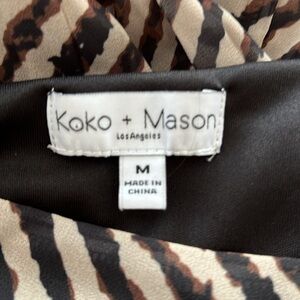 Koko + Mason
Los Angeles
M
MADE IN
CHINA